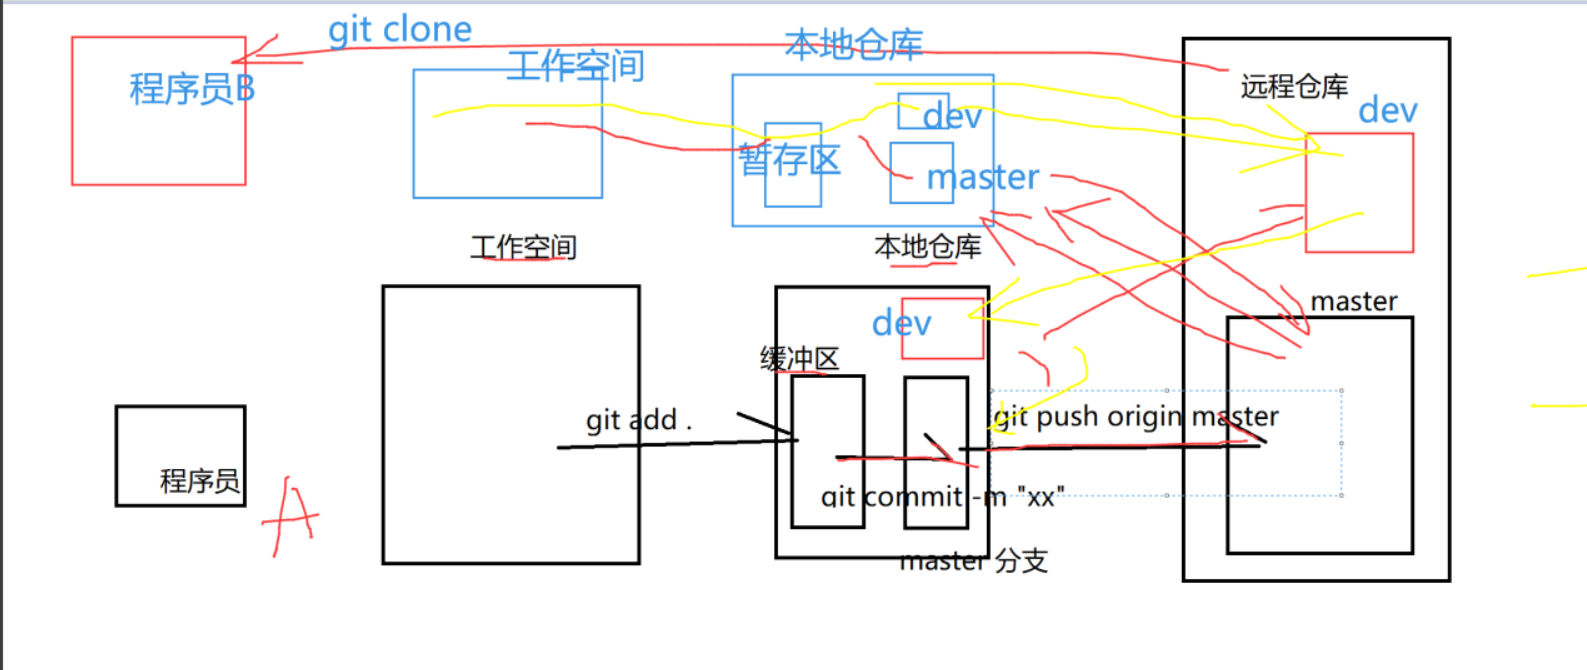 git clone
本地仓库
工作空间
程序员B
远程仓库
dev
dev
暂存区
master
工作空间
本地仓库
master
dev
缓冲区
git add .
git push origin master
程序员
A
git commit -m "xx"
master 分支